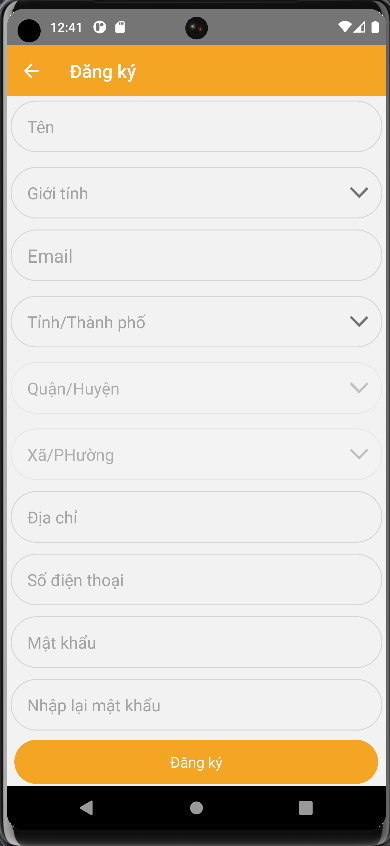 12:41
Đăng ký
Tên
Giới tính
Email
Tỉnh/Thành phố
Quận/Huyện
Xã/PHường
Địa chỉ
Số điện thoại
Mật khẩu
Nhập lại mật khẩu
Đăng ký